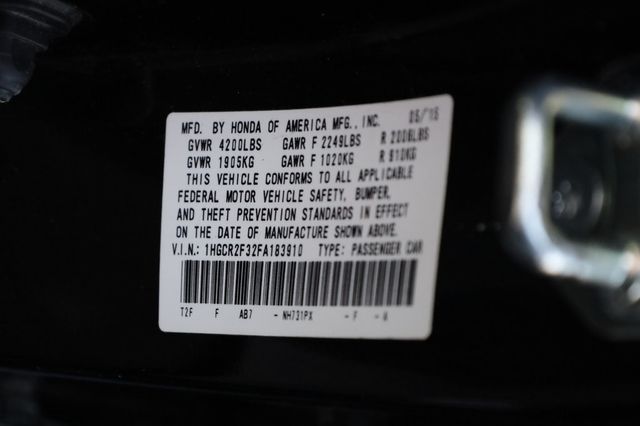 MFD. BY HONDA OF AMERICA MFG., INC. 05/15
GVWR 4200LBS GAWR F 2249LBS R 2006LBS
GVWR 1905KG GAWR F 1020KG R 910KG
THIS VEHICLE CONFORMS TO ALL APPLICABLE
FEDERAL MOTOR VEHICLE SAFETY, BUMPER,
AND THEFT PREVENTION STANDARDS IN EFFECT
ON THE DATE OF MANUFACTURE SHOWN ABOVE.
V.I.N: 1HGCR2F32FA183910 TYPE: PASSENGER CAR
T2F F AB7 - NH731PX - F - A